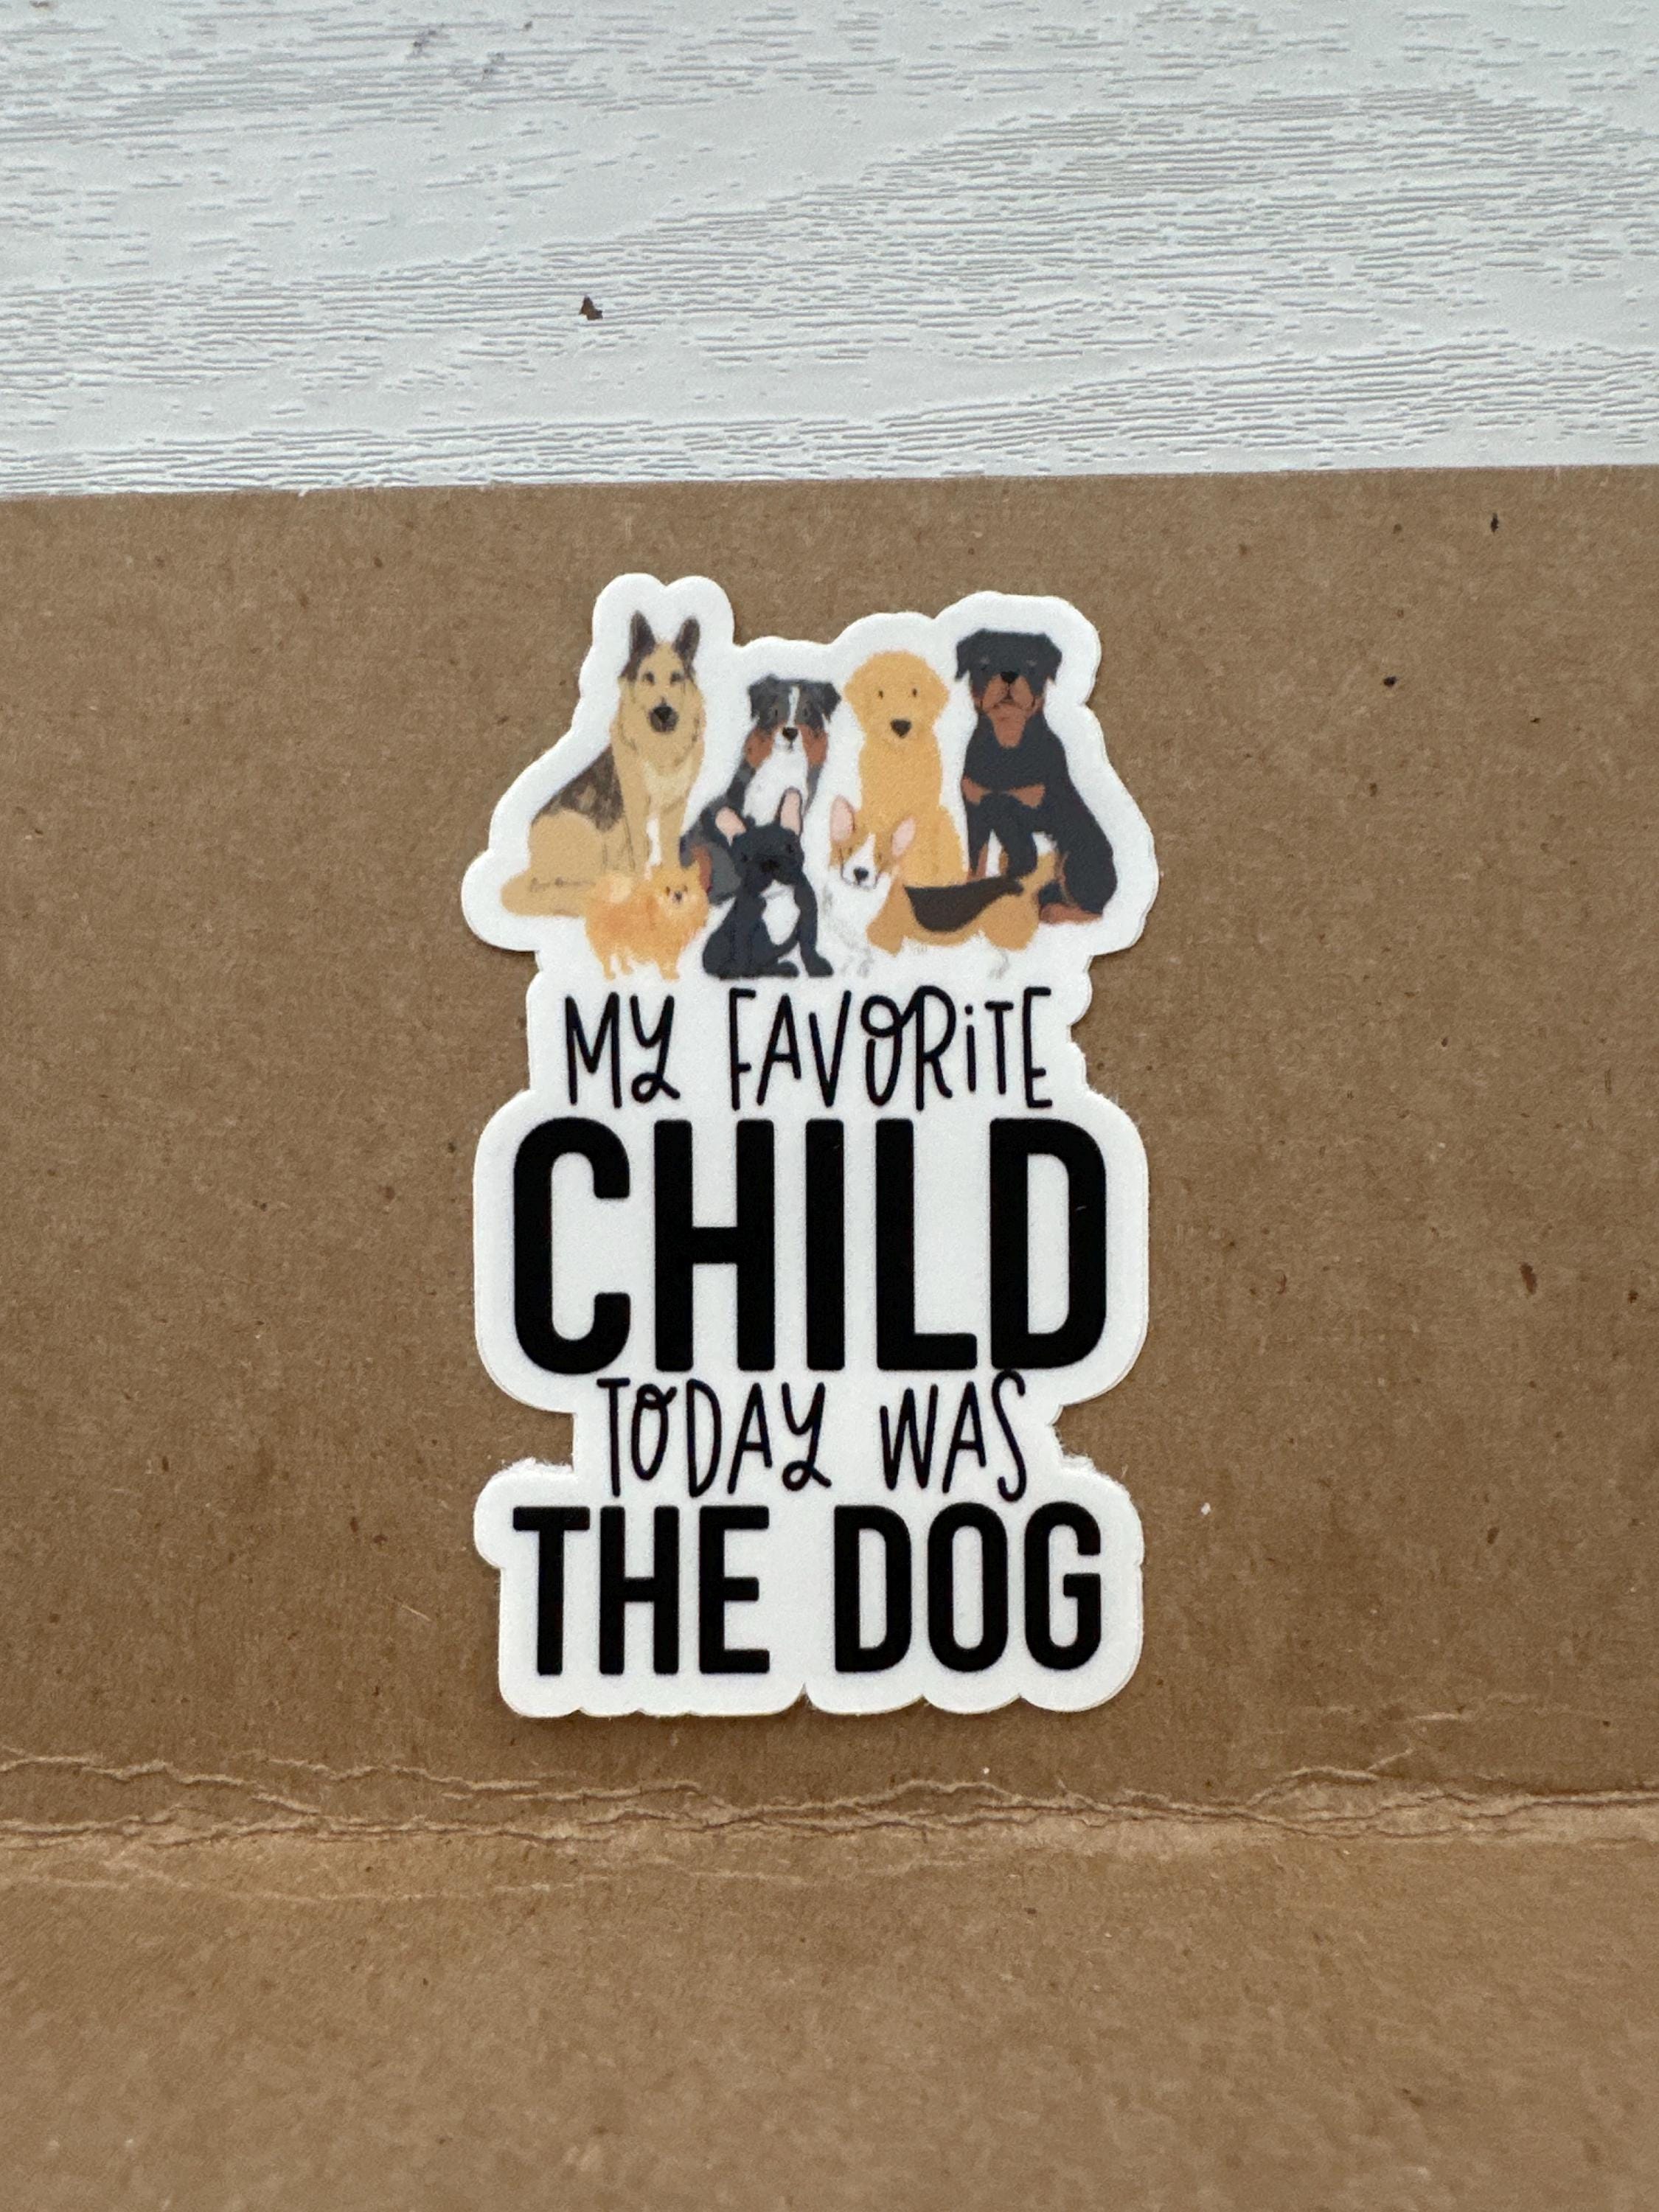 MY FAVORiTE
CHILD
TODAY WAS
THE DOG